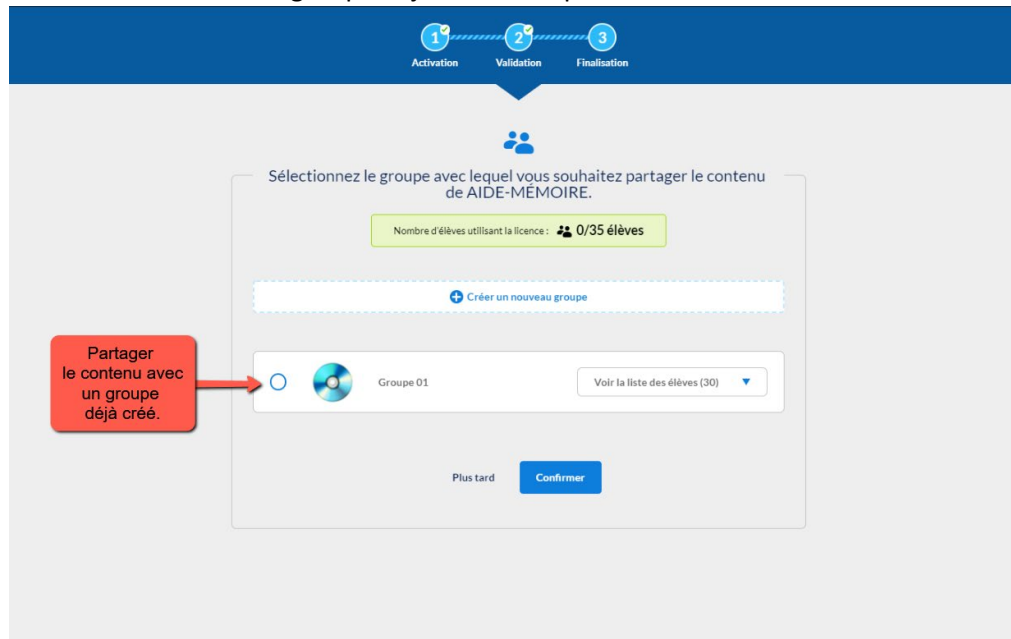 1
2
3
Activation
Validation
Finalisation
Sélectionnez le groupe avec lequel vous souhaitez partager le contenu
de AIDE-MÉMOIRE.
Nombre d'élèves utilisant la licence : 0/35 élèves
Créer un nouveau groupe
Partager
le contenu avec
un groupe
déjà créé.
Groupe 01
Voir la liste des élèves (30)
Plus tard
Confirmer